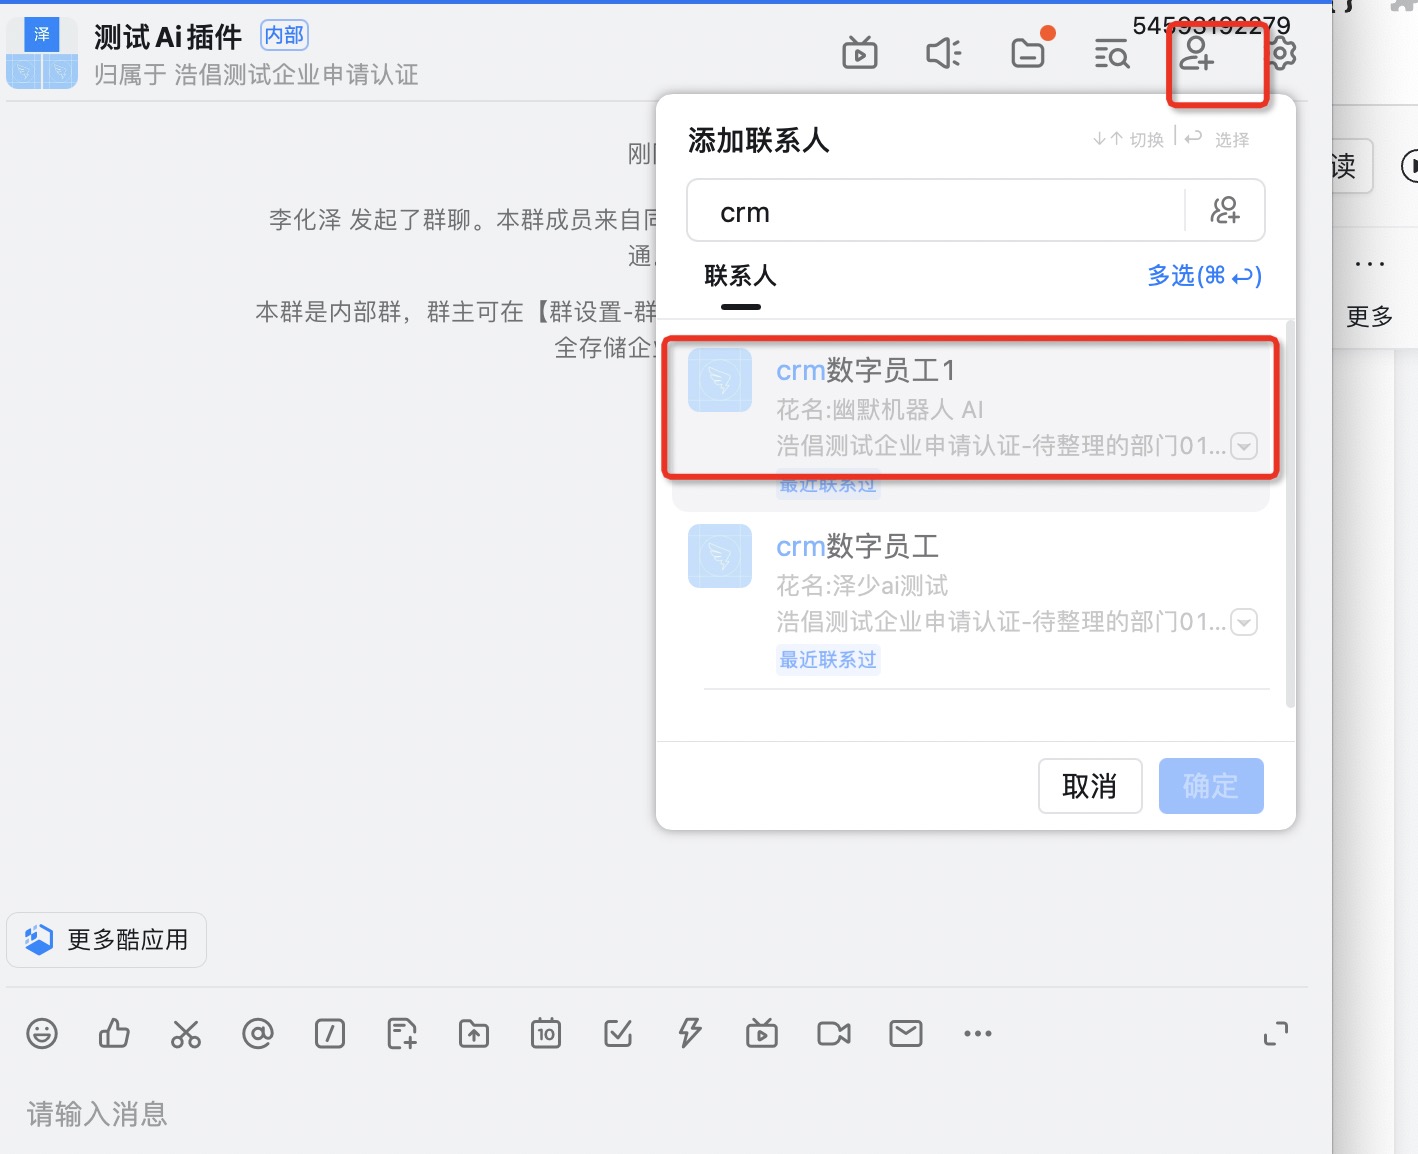 泽
测试Ai插件 内部
归属于 浩倡测试企业申请认证
54593192279
刚
李化泽 发起了群聊。本群成员来自同
通
本群是内部群，群主可在【群设置-群
全存储企
添加联系人
↓↑ 切换 | 选择
crm
联系人
多选(⌘↩)
crm数字员工1
花名:幽默机器人 AI
浩倡测试企业申请认证-待整理的部门01...
最近联系过
crm数字员工
花名:泽少ai测试
浩倡测试企业申请认证-待整理的部门01...
最近联系过
取消
确定
读
...
更多
更多酷应用
10
请输入消息